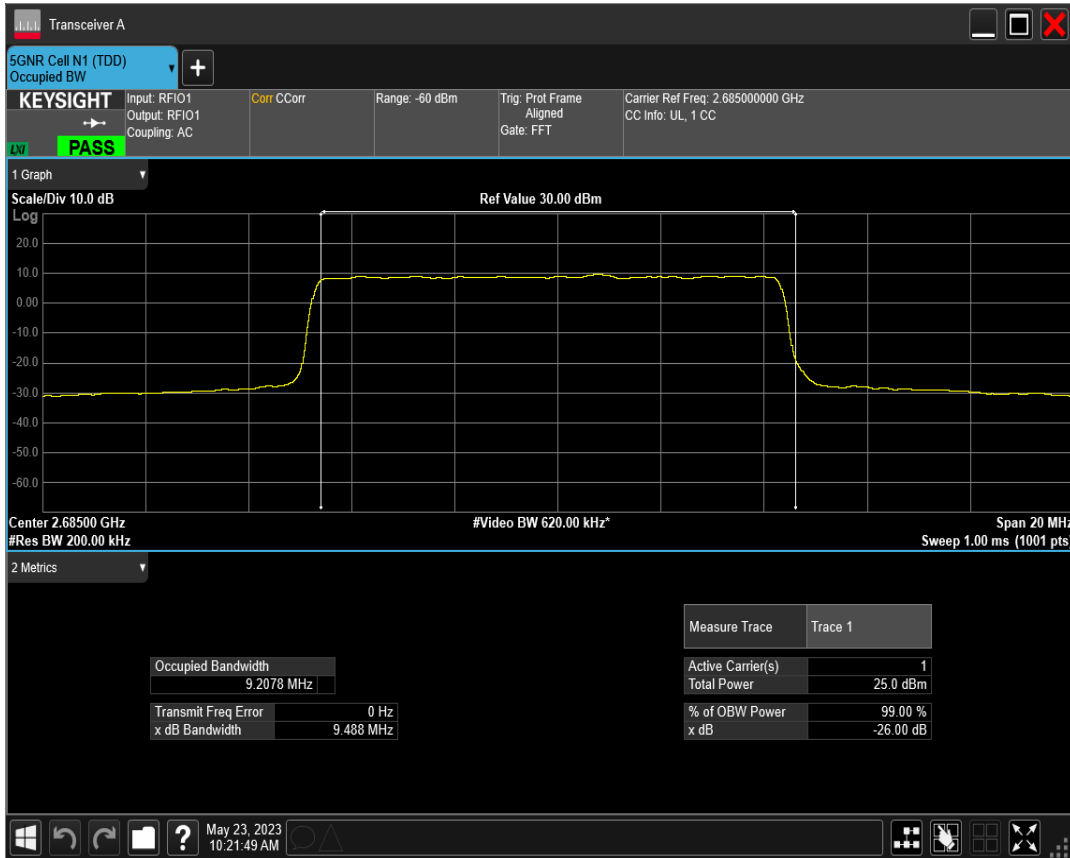 Transceiver A
5GNR Cell N1 (TDD)
Occupied BW
+
KEYSIGHT
LXI
PASS
Input: RFIO1
Output: RFIO1
Coupling: AC
Corr CCorr
Range: -60 dBm
Trig: Prot Frame
Aligned
Gate: FFT
Carrier Ref Freq: 2.685000000 GHz
CC Info: UL, 1 CC
1 Graph
Scale/Div 10.0 dB
Ref Value 30.00 dBm
Log
20.0
10.0
0.00
-10.0
-20.0
-30.0
-40.0
-50.0
-60.0
Center 2.68500 GHz
#Video BW 620.00 kHz*
Span 20 MHz
#Res BW 200.00 kHz
Sweep 1.00 ms (1001 pts)
2 Metrics
Measure Trace Trace 1
Occupied Bandwidth
9.2078 MHz
Active Carrier(s) 1
Total Power 25.0 dBm
Transmit Freq Error 0 Hz
x dB Bandwidth 9.488 MHz
% of OBW Power 99.00 %
x dB -26.00 dB
?
May 23, 2023
10:21:49 AM